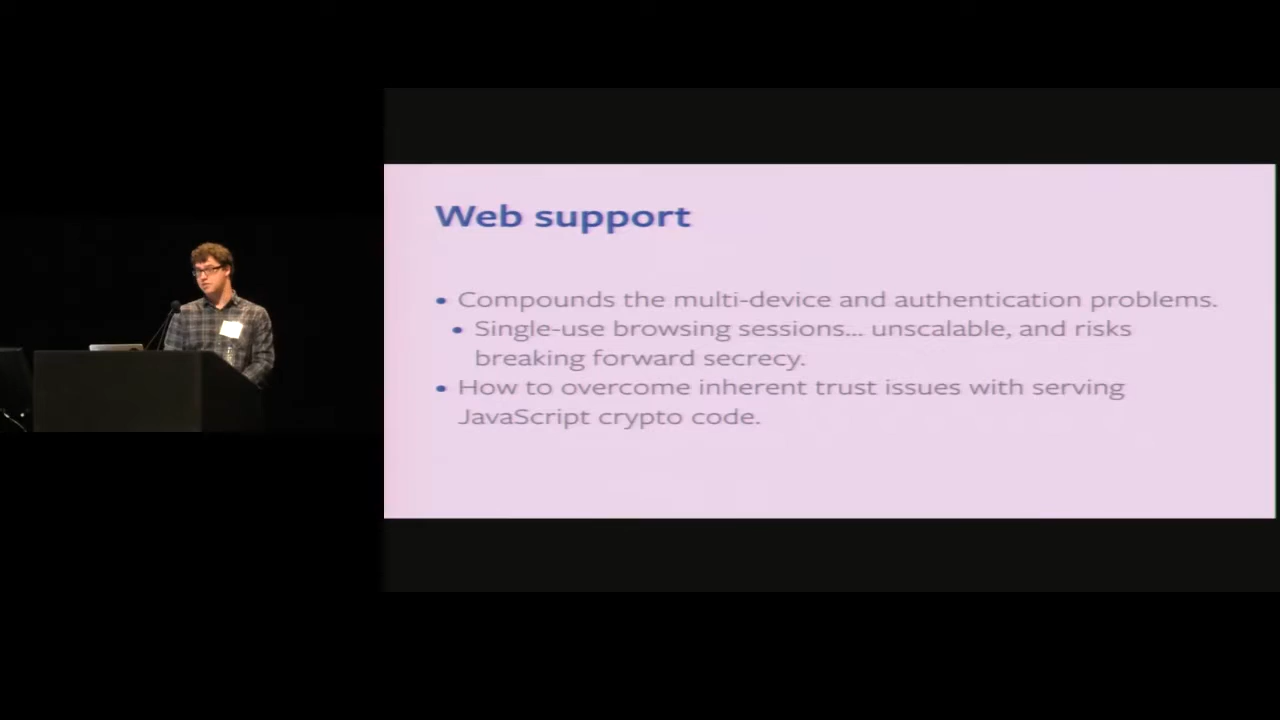 Web support
• Compounds the multi-device and authentication problems.
• Single-use browsing sessions... unscalable, and risks
breaking forward secrecy.
• How to overcome inherent trust issues with serving
JavaScript crypto code.